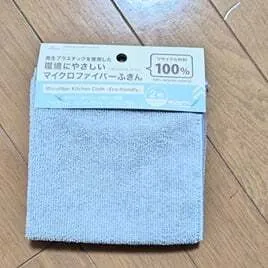 再生プラスチックを使用した
環境にやさしい
マイクロファイバーふきん
Microfiber Kitchen Cloth -Eco-friendly-
リサイクル材料
100%
2枚